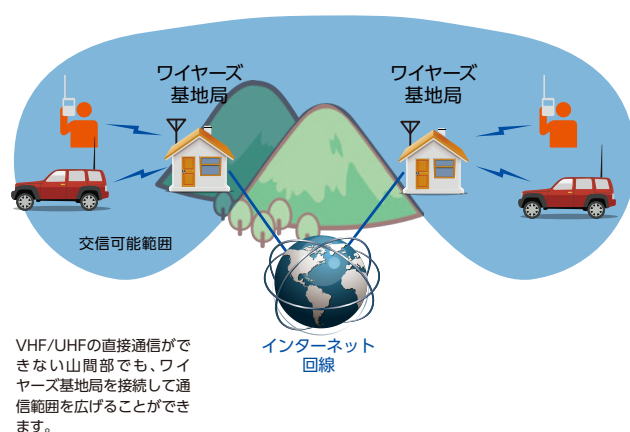 ワイヤーズ
基地局
ワイヤーズ
基地局
交信可能範囲
インターネット
回線
VHF/UHFの直接通信がで
きない山間部でも、ワイ
ヤーズ基地局を接続して通
信範囲を広げることができ
ます。